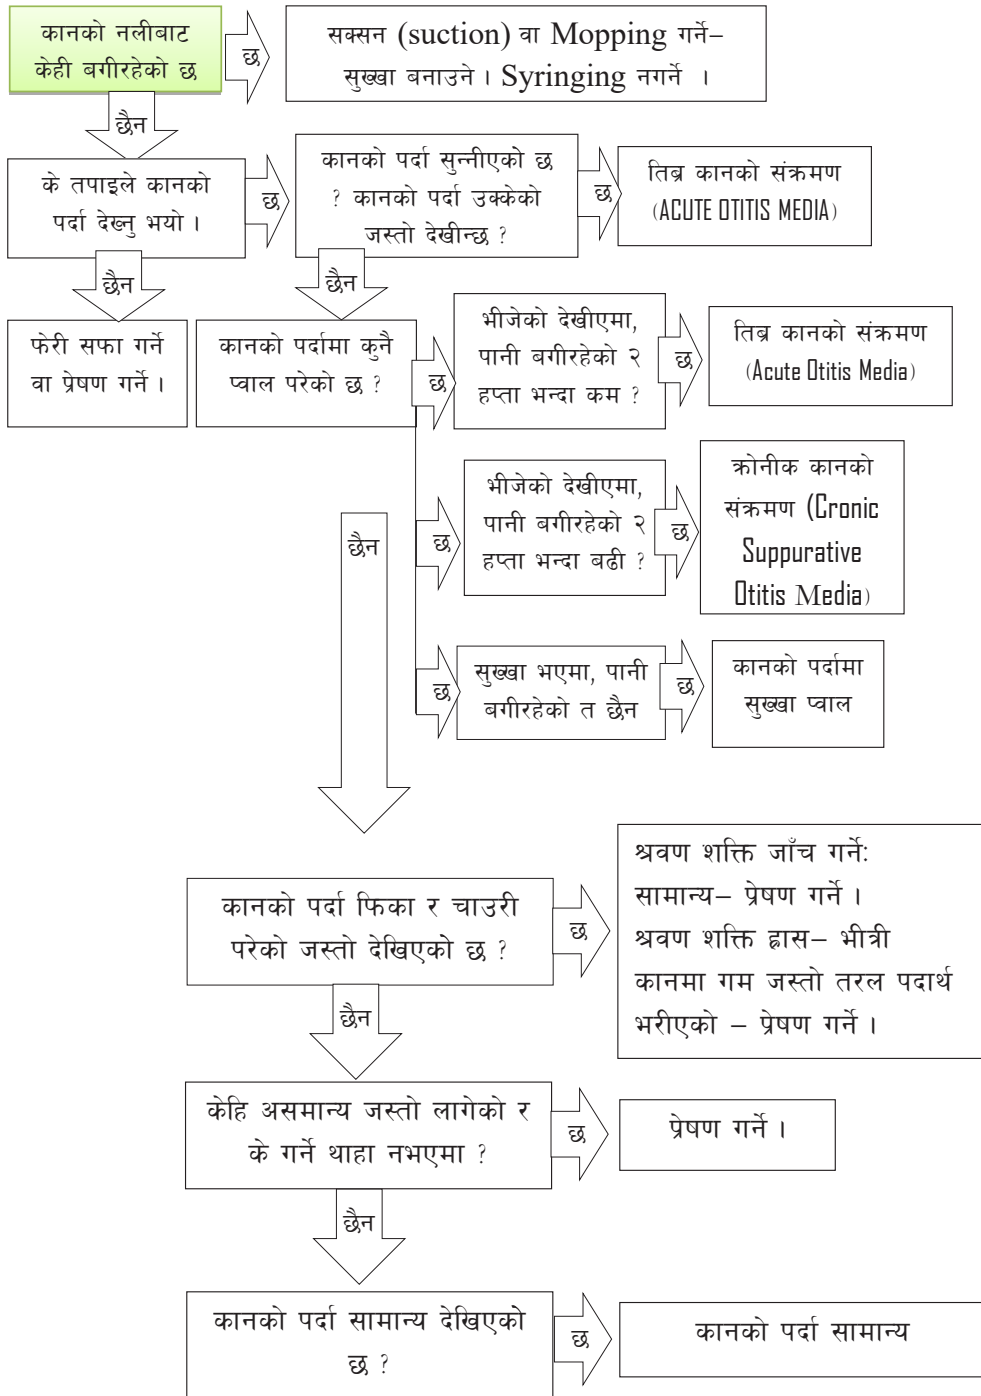 कानको नलीबाट
केही बगीरहेको छ
छ
सक्सन (suction) वा Mopping गर्ने–
सुख्खा बनाउने । Syringing नगर्ने ।
छैन
के तपाइले कानको
पर्दा देख्नु भयो ।
छ
कानको पर्दा सुन्नीएको छ
? कानको पर्दा उक्केको
जस्तो देखीन्छ ?
छ
तिब्र कानको संक्रमण
(ACUTE OTITIS MEDIA)
छैन
छैन
फेरी सफा गर्ने
वा प्रेषण गर्ने ।
कानको पर्दामा कुनै
प्वाल परेको छ ?
छ
भीजेको देखीएमा,
पानी बगीरहेको २
हप्ता भन्दा कम ?
छ
तिब्र कानको संक्रमण
(Acute Otitis Media)
छैन
छ
भीजेको देखीएमा,
पानी बगीरहेको २
हप्ता भन्दा बढी ?
छ
क्रोनीक कानको
संक्रमण (Cronic
Suppurative
Otitis Media)
छ
सुख्खा भएमा, पानी
बगीरहेको त छैन
छ
कानको पर्दामा
सुख्खा प्वाल
कानको पर्दा फिका र चाउरी
परेको जस्तो देखिएको छ ?
छ
श्रवण शक्ति जाँच गर्नेः
सामान्य– प्रेषण गर्ने ।
श्रवण शक्ति ह्रास– भीत्री
कानमा गम जस्तो तरल पदार्थ
भरीएको – प्रेषण गर्ने ।
छैन
केहि असमान्य जस्तो लागेको र
के गर्ने थाहा नभएमा ?
छ
प्रेषण गर्ने ।
छैन
कानको पर्दा सामान्य देखिएको
छ ?
छ
कानको पर्दा सामान्य